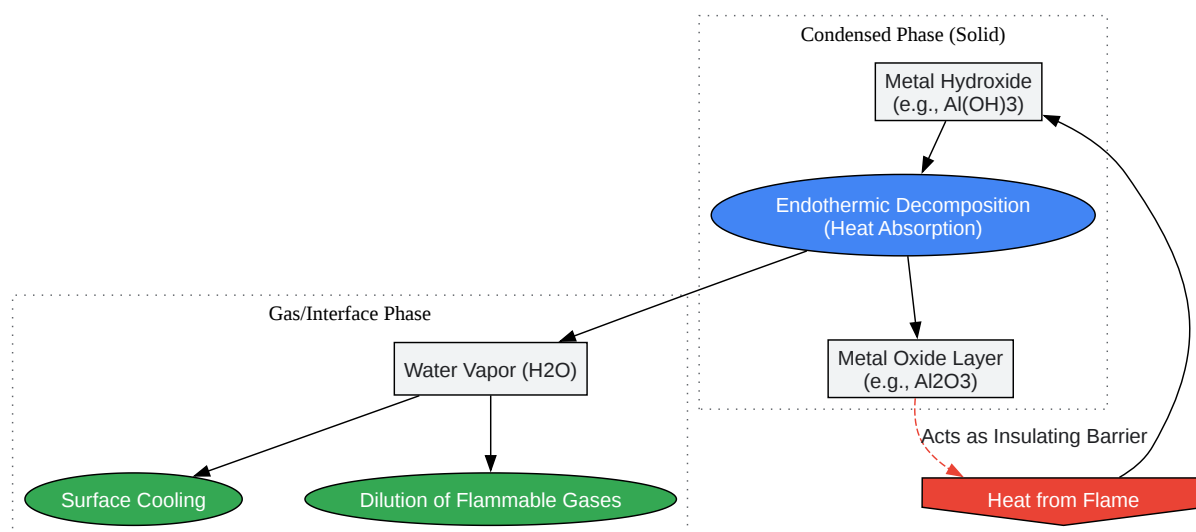 Condensed Phase (Solid)
Metal Hydroxide
(e.g., Al(OH)3)
Endothermic Decomposition
(Heat Absorption)
Gas/Interface Phase
Water Vapor (H2O)
Metal Oxide Layer
(e.g., Al2O3)
Acts as Insulating Barrier
Surface Cooling
Dilution of Flammable Gases
Heat from Flame